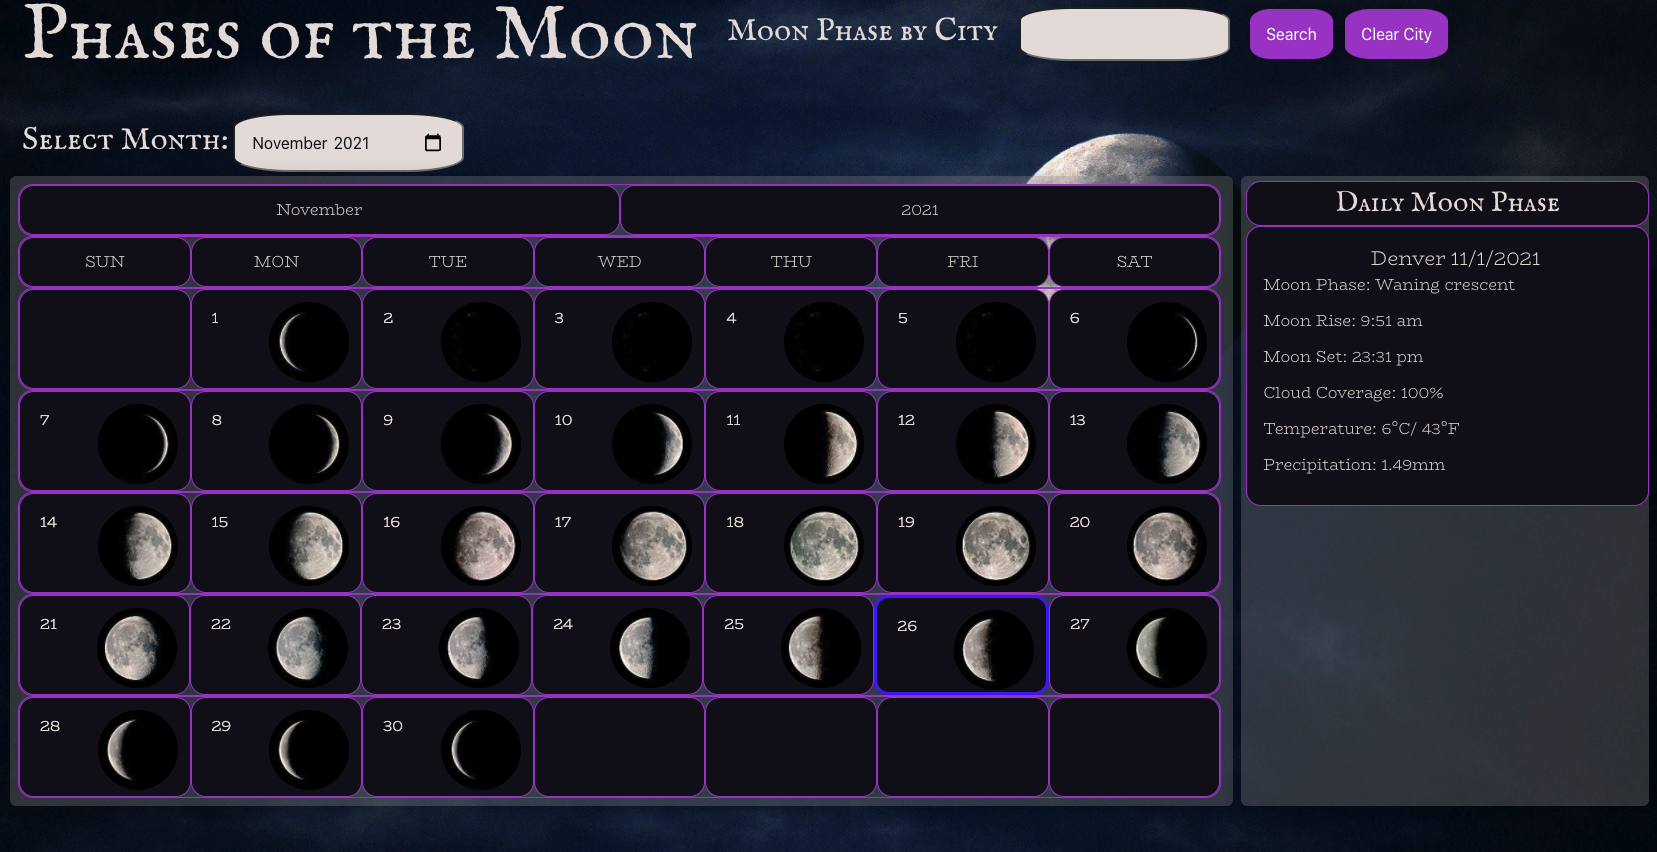 Phases of the Moon
Moon Phase by City
Search
Clear City
Select Month: November 2021
November 2021
SUN MON TUE WED THU FRI SAT
1 2 3 4 5 6
7 8 9 10 11 12 13
14 15 16 17 18 19 20
21 22 23 24 25 26 27
28 29 30
Daily Moon Phase
Denver 11/1/2021
Moon Phase: Waning crescent
Moon Rise: 9:51 am
Moon Set: 23:31 pm
Cloud Coverage: 100%
Temperature: 6°C/ 43°F
Precipitation: 1.49mm